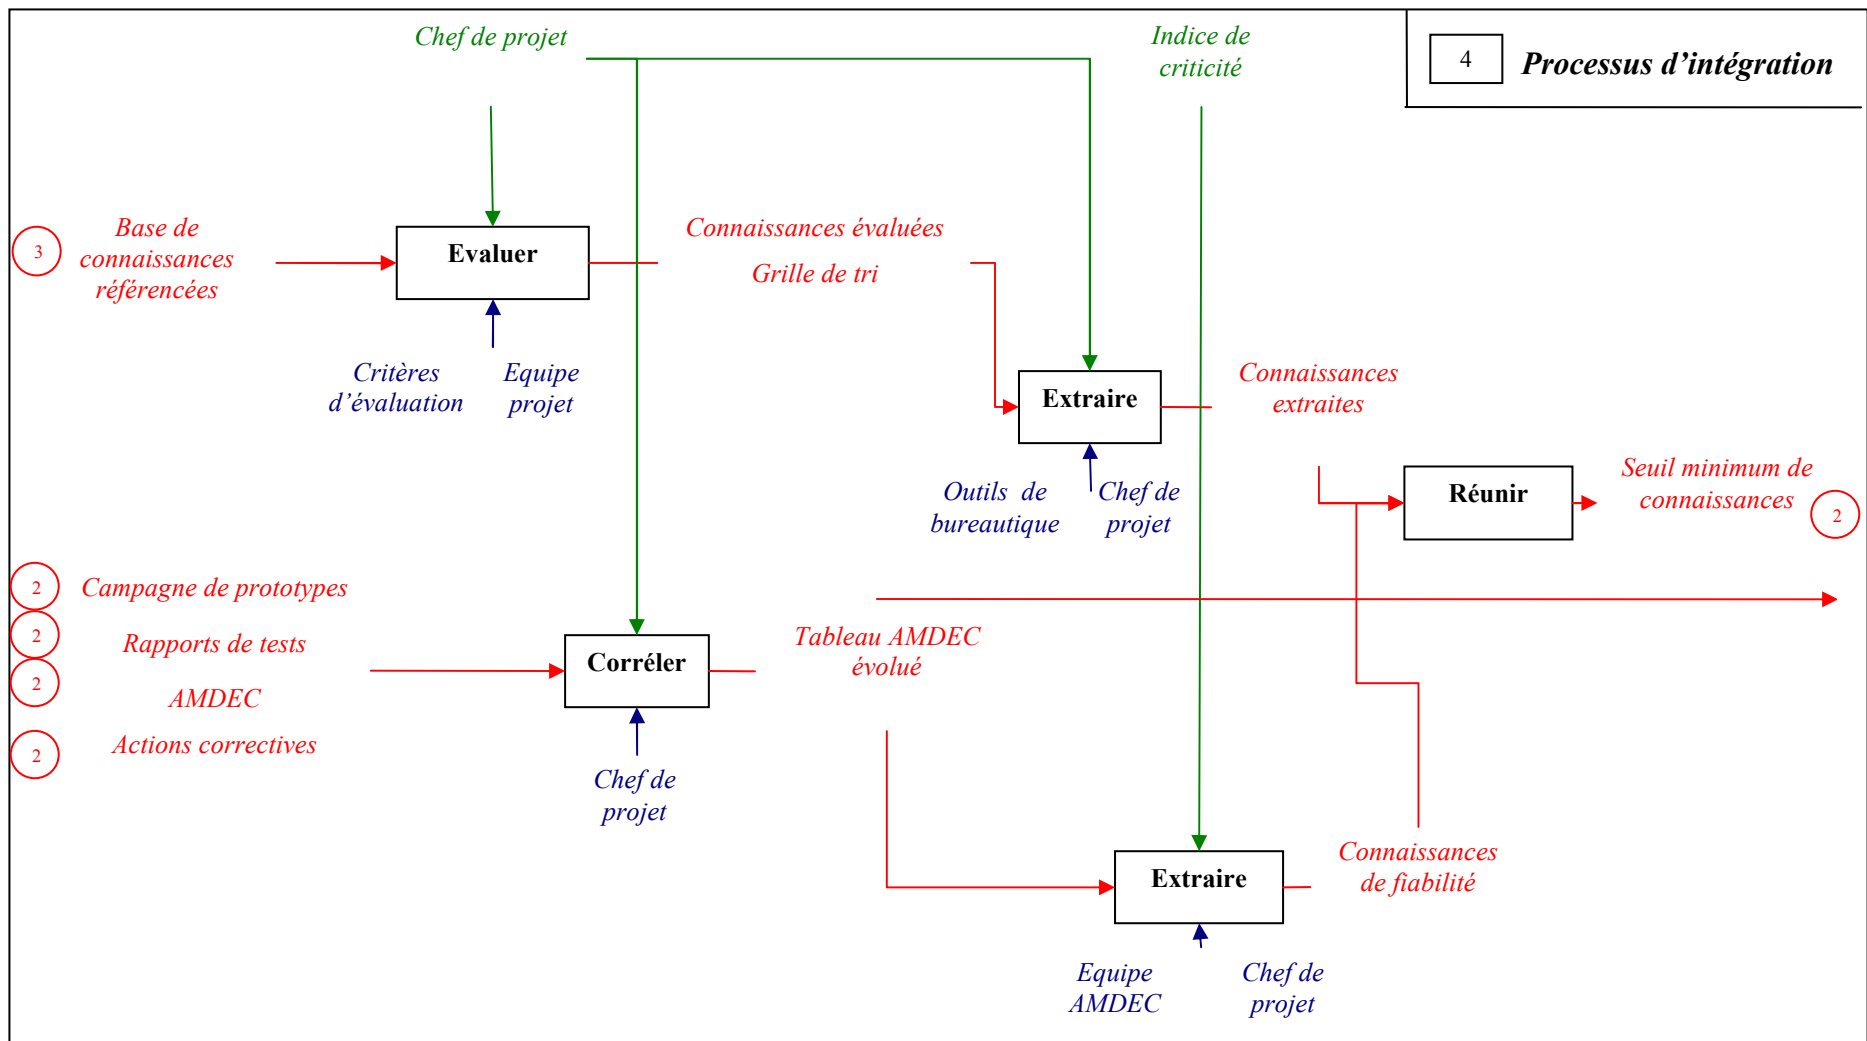 Chef de projet
Indice de
criticité
4
Processus d'intégration
3
Base de
connaissances
référencées
Evaluer
Connaissances évaluées
Grille de tri
Critères
d'évaluation
Equipe
projet
Extraire
Connaissances
extraites
Outils de
bureautique
Chef de
projet
Réunir
Seuil minimum de
connaissances
2
2
Campagne de prototypes
2
Rapports de tests
2
AMDEC
2
Actions correctives
Corréler
Tableau AMDEC
évolué
Chef de
projet
Extraire
Connaissances
de fiabilité
Equipe
AMDEC
Chef de
projet